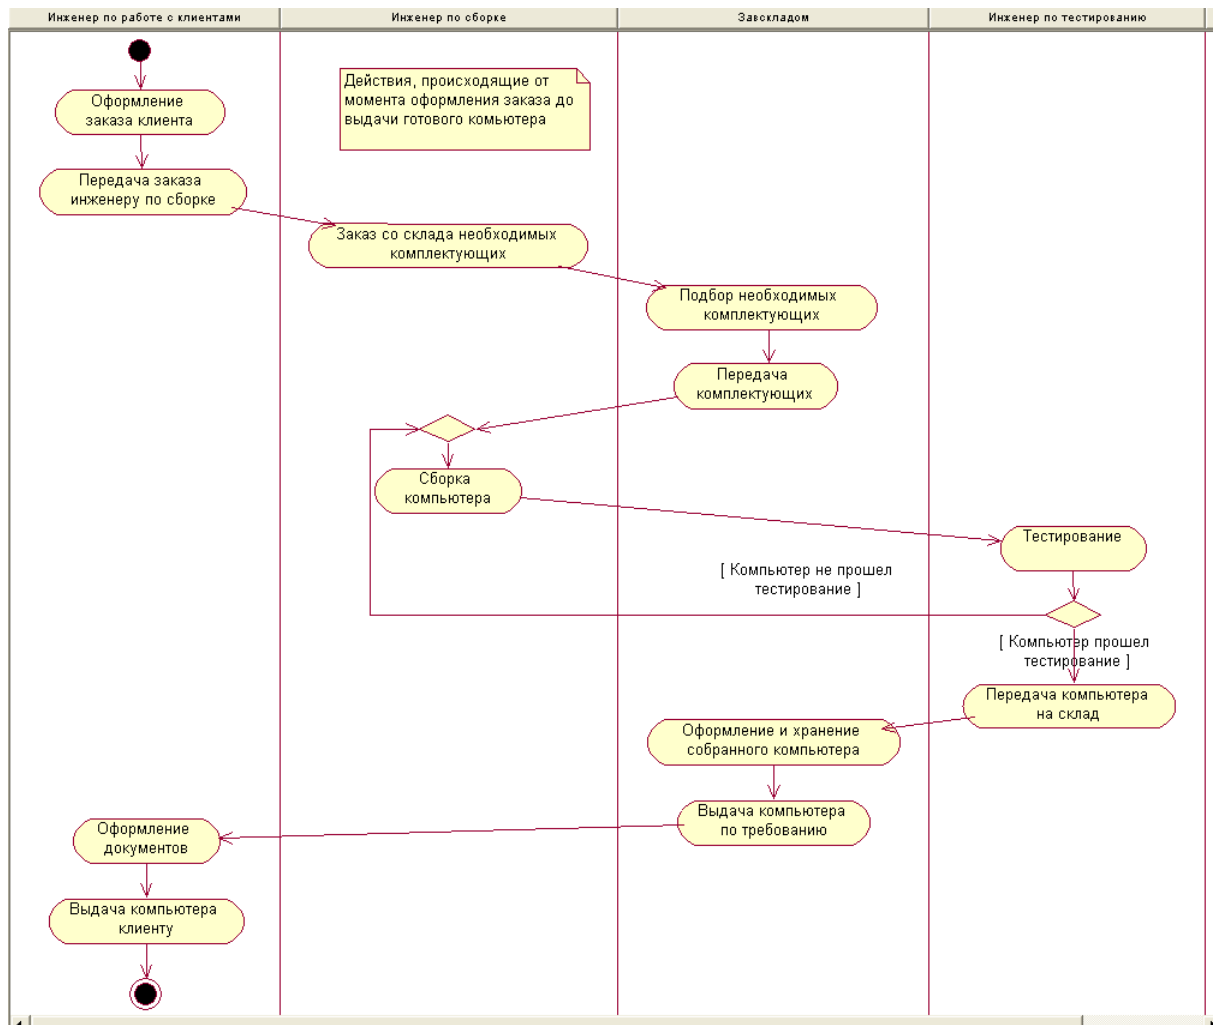 Инженер по работе с клиентами
Инженер по сборке
Завскладом
Инженер по тестированию
Действия, происходящие от
момента оформления заказа до
выдачи готового комьютера
Оформление
заказа клиента
Передача заказа
инженеру по сборке
Заказ со склада необходимых
комплектующих
Подбор необходимых
комплектующих
Передача
комплектующих
Сборка
компьютера
Тестирование
[ Компьютер не прошел
тестирование ]
[ Компьютер прошел
тестирование ]
Передача компьютера
на склад
Оформление и хранение
собранного компьютера
Выдача компьютера
по требованию
Оформление
документов
Выдача компьютера
клиенту